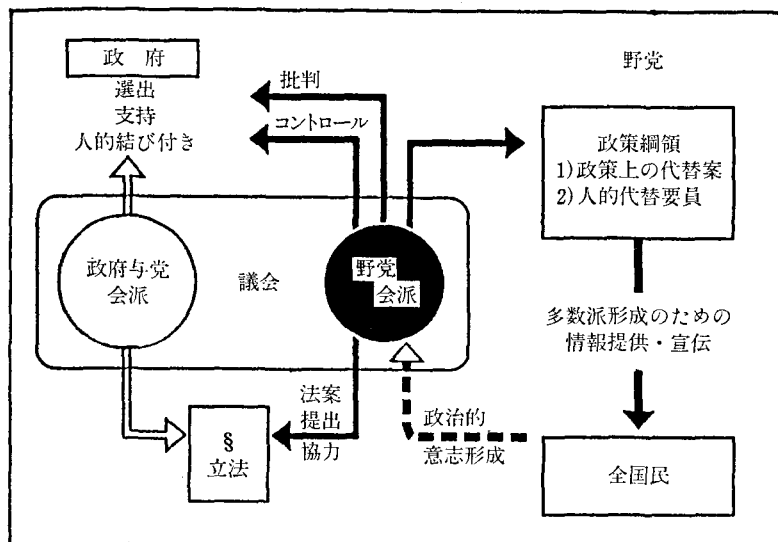 政府
選出
支持
人的結び付き
批判
コントロール
野党
政策綱領
1)政策上の代替案
2)人的代替要員
政府与党
会派
議会
野党
会派
多数派形成のための
情報提供・宣伝
法案
提出
協力
§
立法
政治的
意志形成
全国民